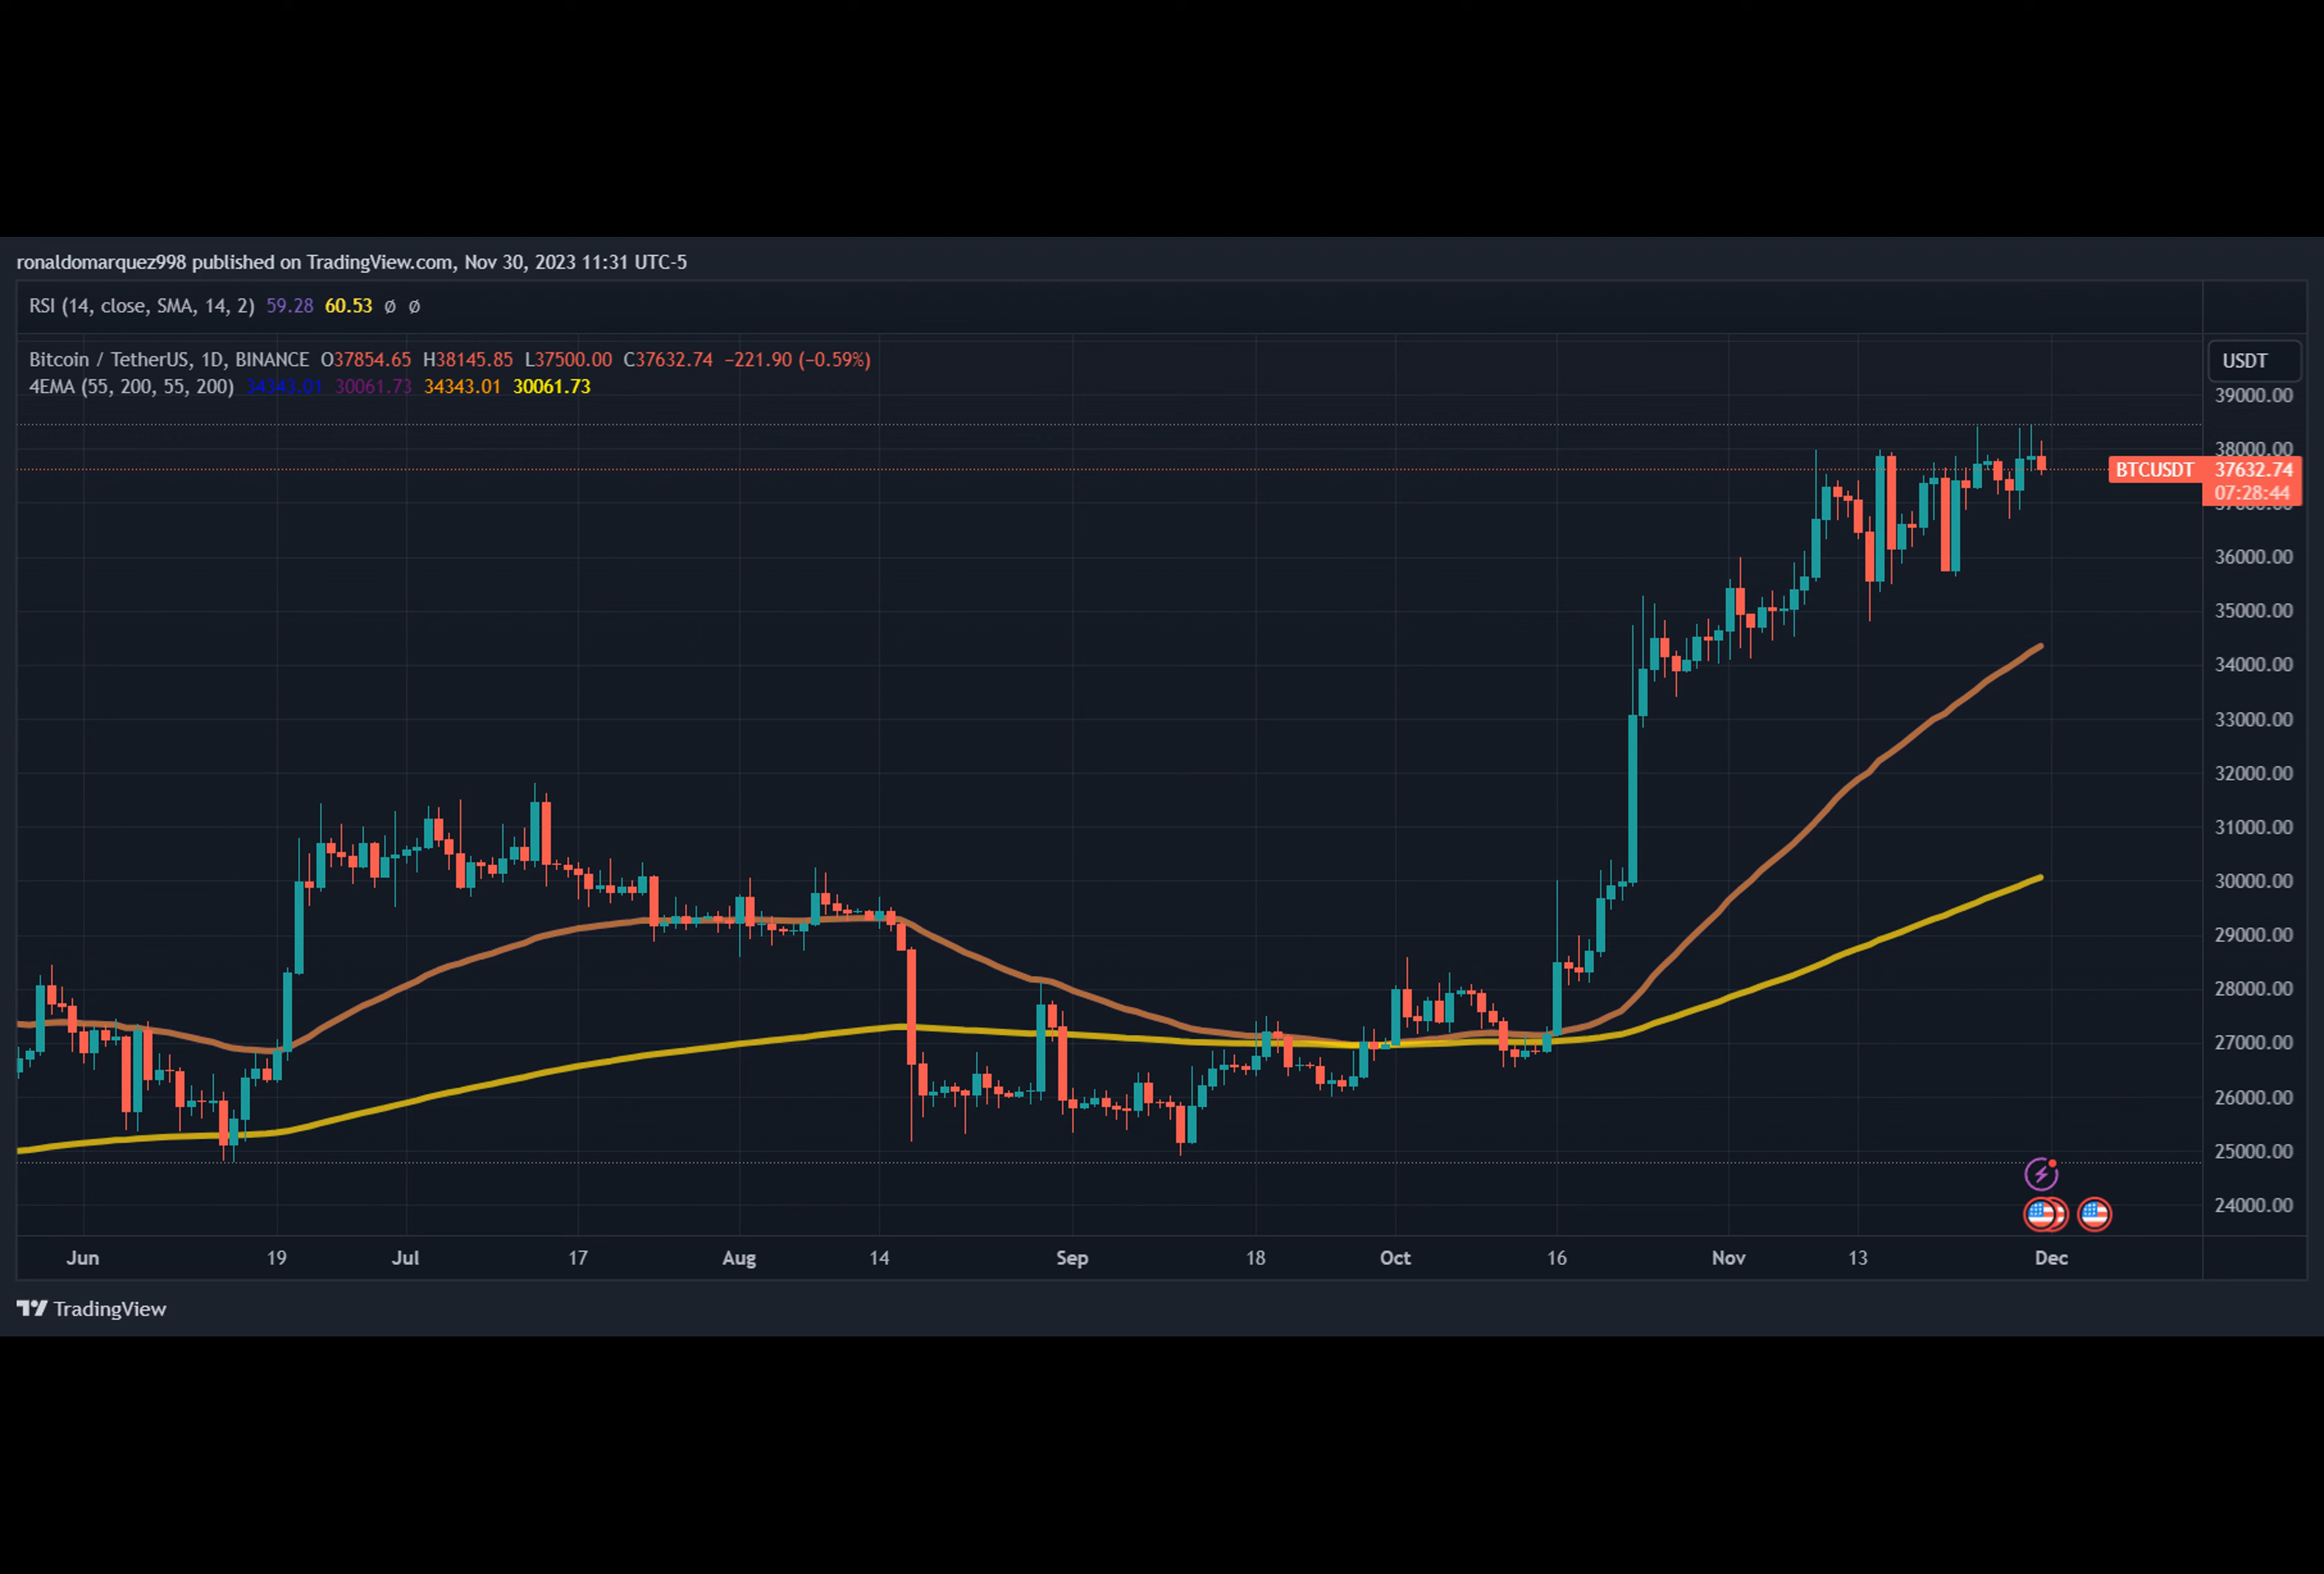 ronaldomarquez998 published on TradingView.com, Nov 30, 2023 11:31 UTC-5
RSI (14, close, SMA, 14, 2) 59.28 60.53 ø ø
Bitcoin / TetherUS, 1D, BINANCE O37854.65 H38145.85 L37500.00 C37632.74 −221.90 (−0.59%)
4EMA (55, 200, 55, 200) 34343.01 30061.73 34343.01 30061.73
USDT
39000.00
38000.00
BTCUSDT 37632.74
07:28:44
37000.00
36000.00
35000.00
34000.00
33000.00
32000.00
31000.00
30000.00
29000.00
28000.00
27000.00
26000.00
25000.00
24000.00
Jun 19 Jul 17 Aug 14 Sep 18 Oct 16 Nov 13 Dec
TradingView